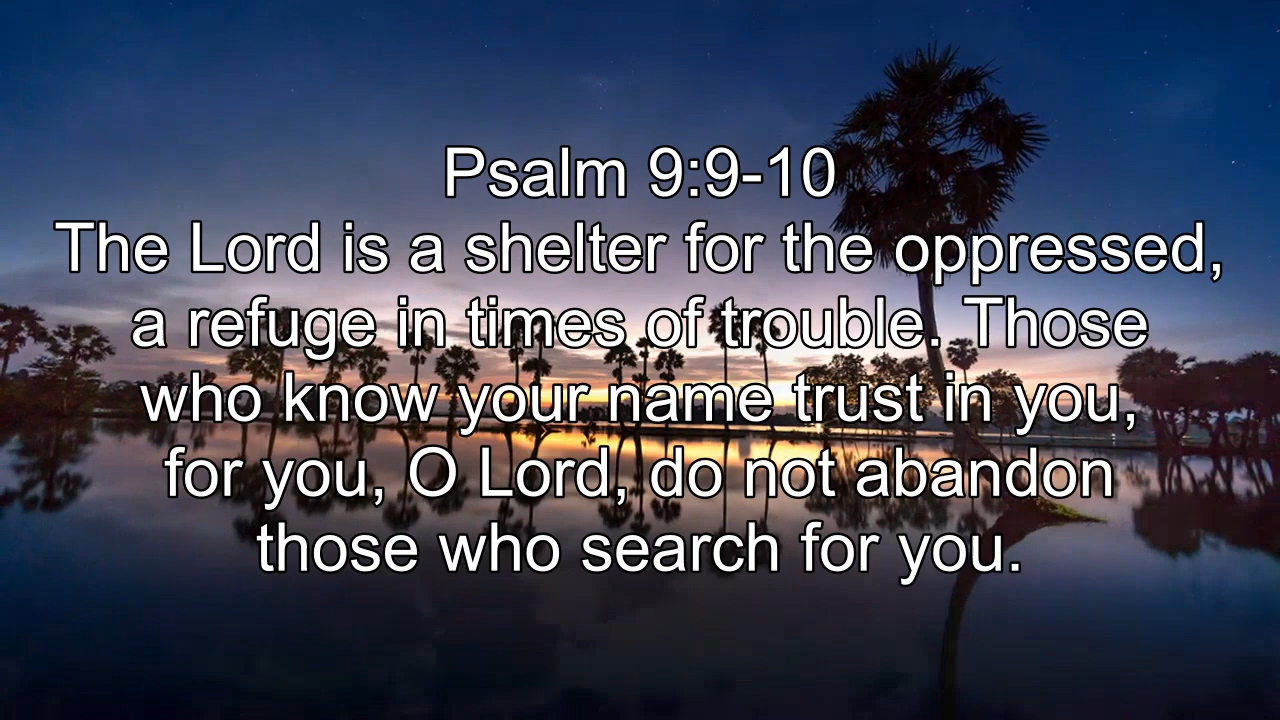 Psalm 9:9-10
The Lord is a shelter for the oppressed,
a refuge in times of trouble. Those
who know your name trust in you,
for you, O Lord, do not abandon
those who search for you.